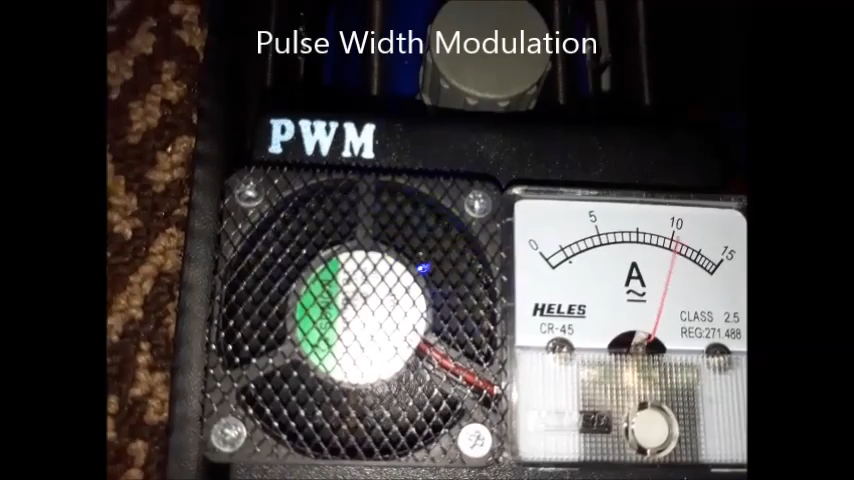 Pulse Width Modulation
PWM
0 5 10 15
A
HELES
CR-45
CLASS 2.5
REG:271.488